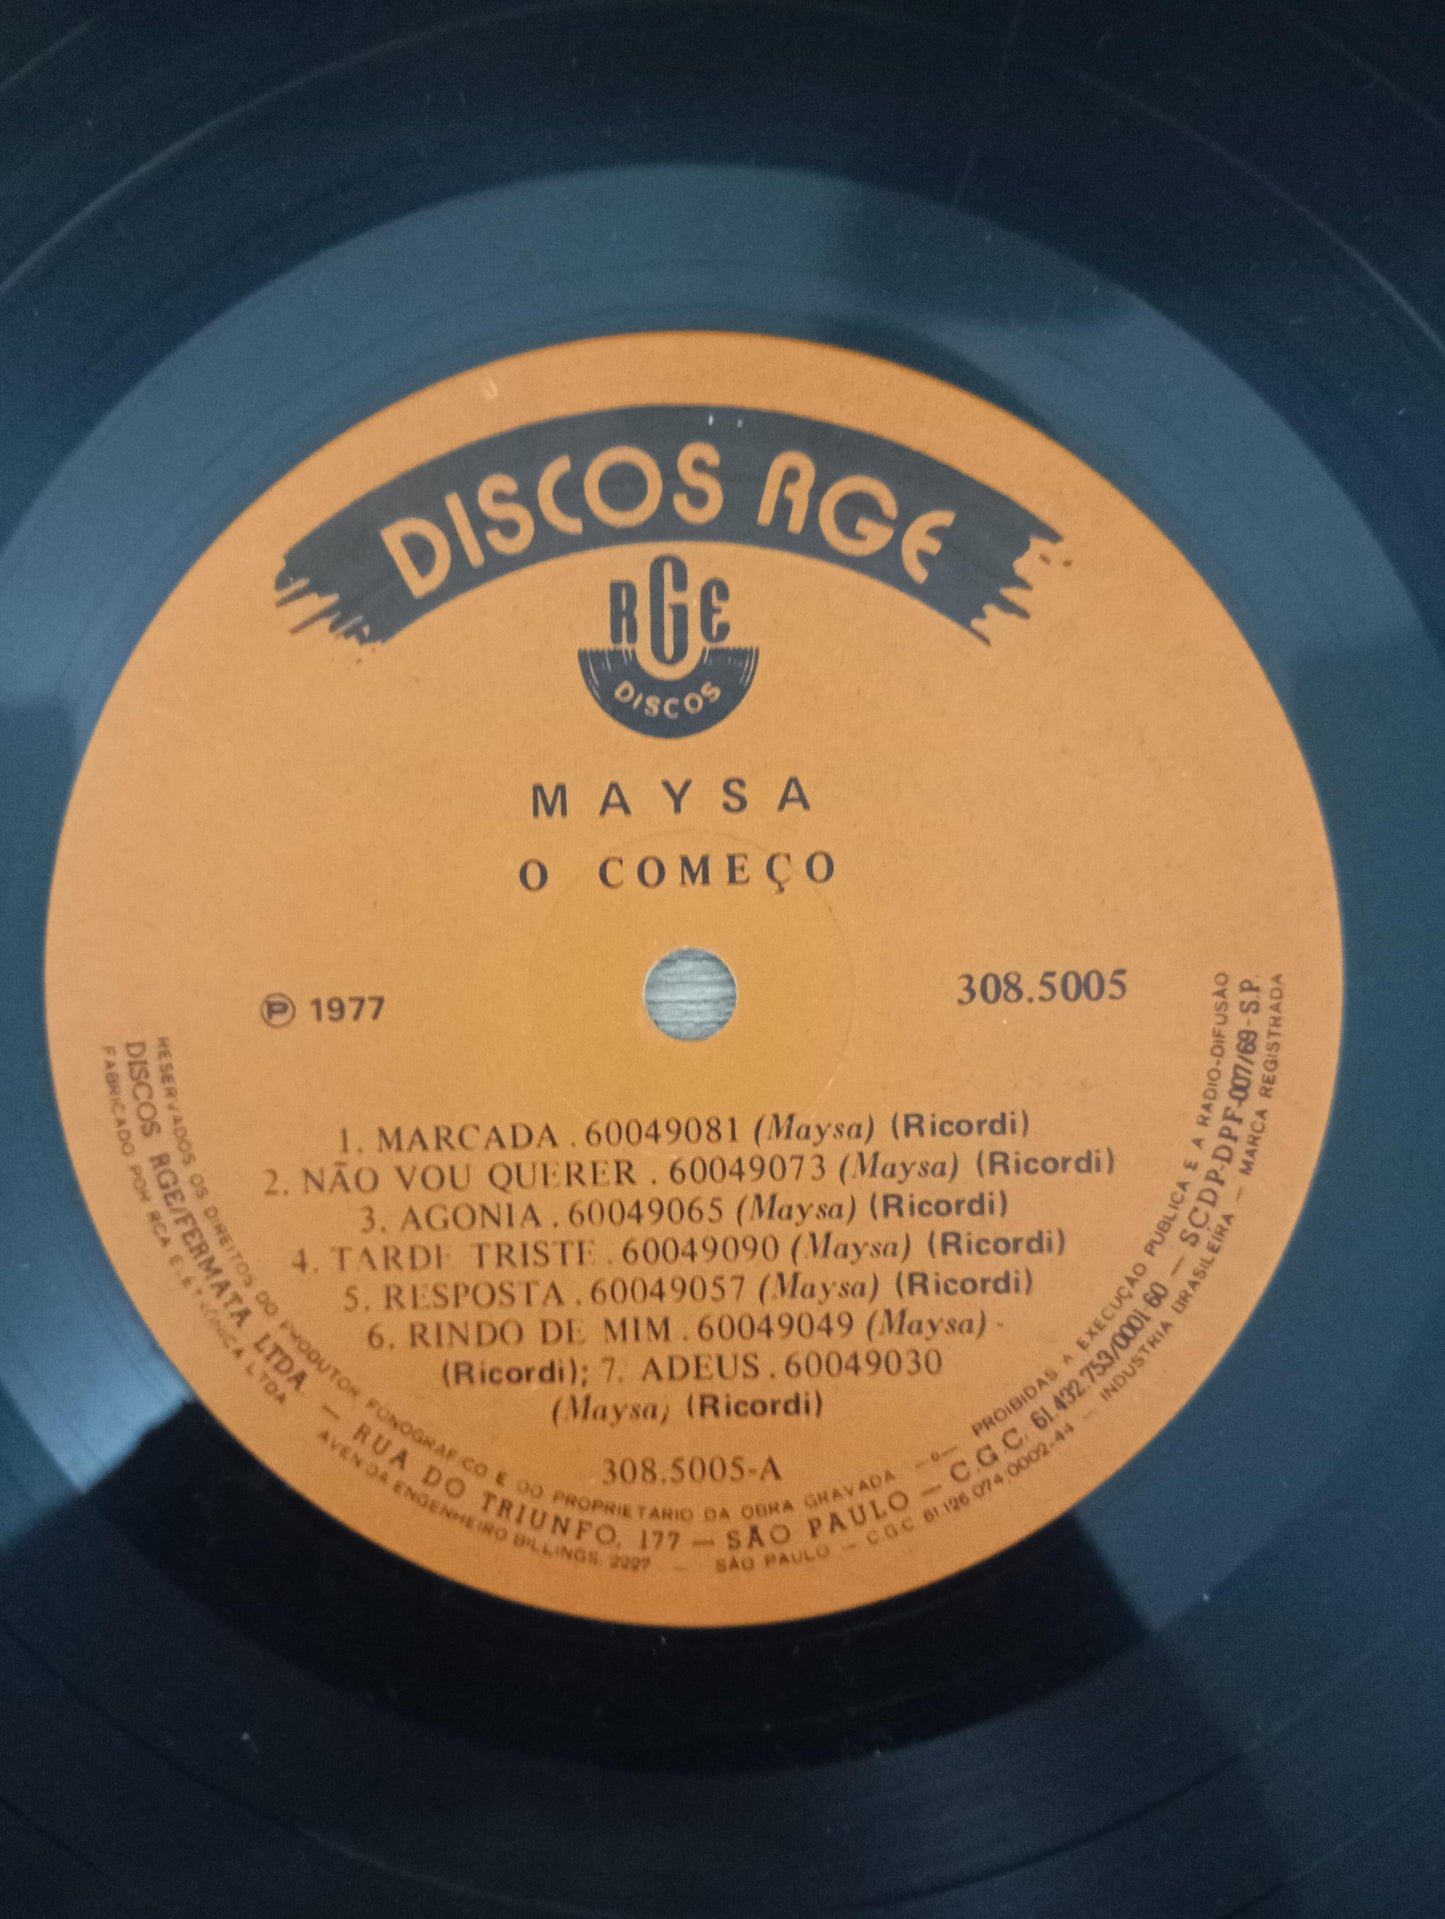 DISCOS RGE
RGE
DISCOS
MAYSA
O COMEÇO
Ⓟ 1977
308.5005
1. MARCADA . 60049081 (Maysa) (Ricordi)
2. NÃO VOU QUERER . 60049073 (Maysa) (Ricordi)
3. AGONIA . 60049065 (Maysa) (Ricordi)
4. TARDE TRISTE . 60049090 (Maysa) (Ricordi)
5. RESPOSTA . 60049057 (Maysa) (Ricordi)
6. RINDO DE MIM . 60049049 (Maysa) -
(Ricordi); 7. ADEUS . 60049030
(Maysa) (Ricordi)
308.5005-A
RESERVADOS OS DIREITOS DO PRODUTOR FONOGRAFICO E DO PROPRIETARIO DA OBRA GRAVADA —o— PROIBIDAS A EXECUÇÃO PUBLICA E A RADIO-DIFUSÃO
DISCOS RGE/FERMATA LTDA. — RUA DO TRIUNFO, 177 — SÃO PAULO — C.G.C. 61.432.753/0001-60 — SCDP-DPF-007/69 - S.P.
FABRICADO POR RCA ELETRÔNICA LTDA AVENIDA ENGENHEIRO BILLINGS, 2227 — SÃO PAULO — C.G.C. 61 126 074/0002-44 — INDUSTRIA BRASILEIRA — MARCA REGISTRADA